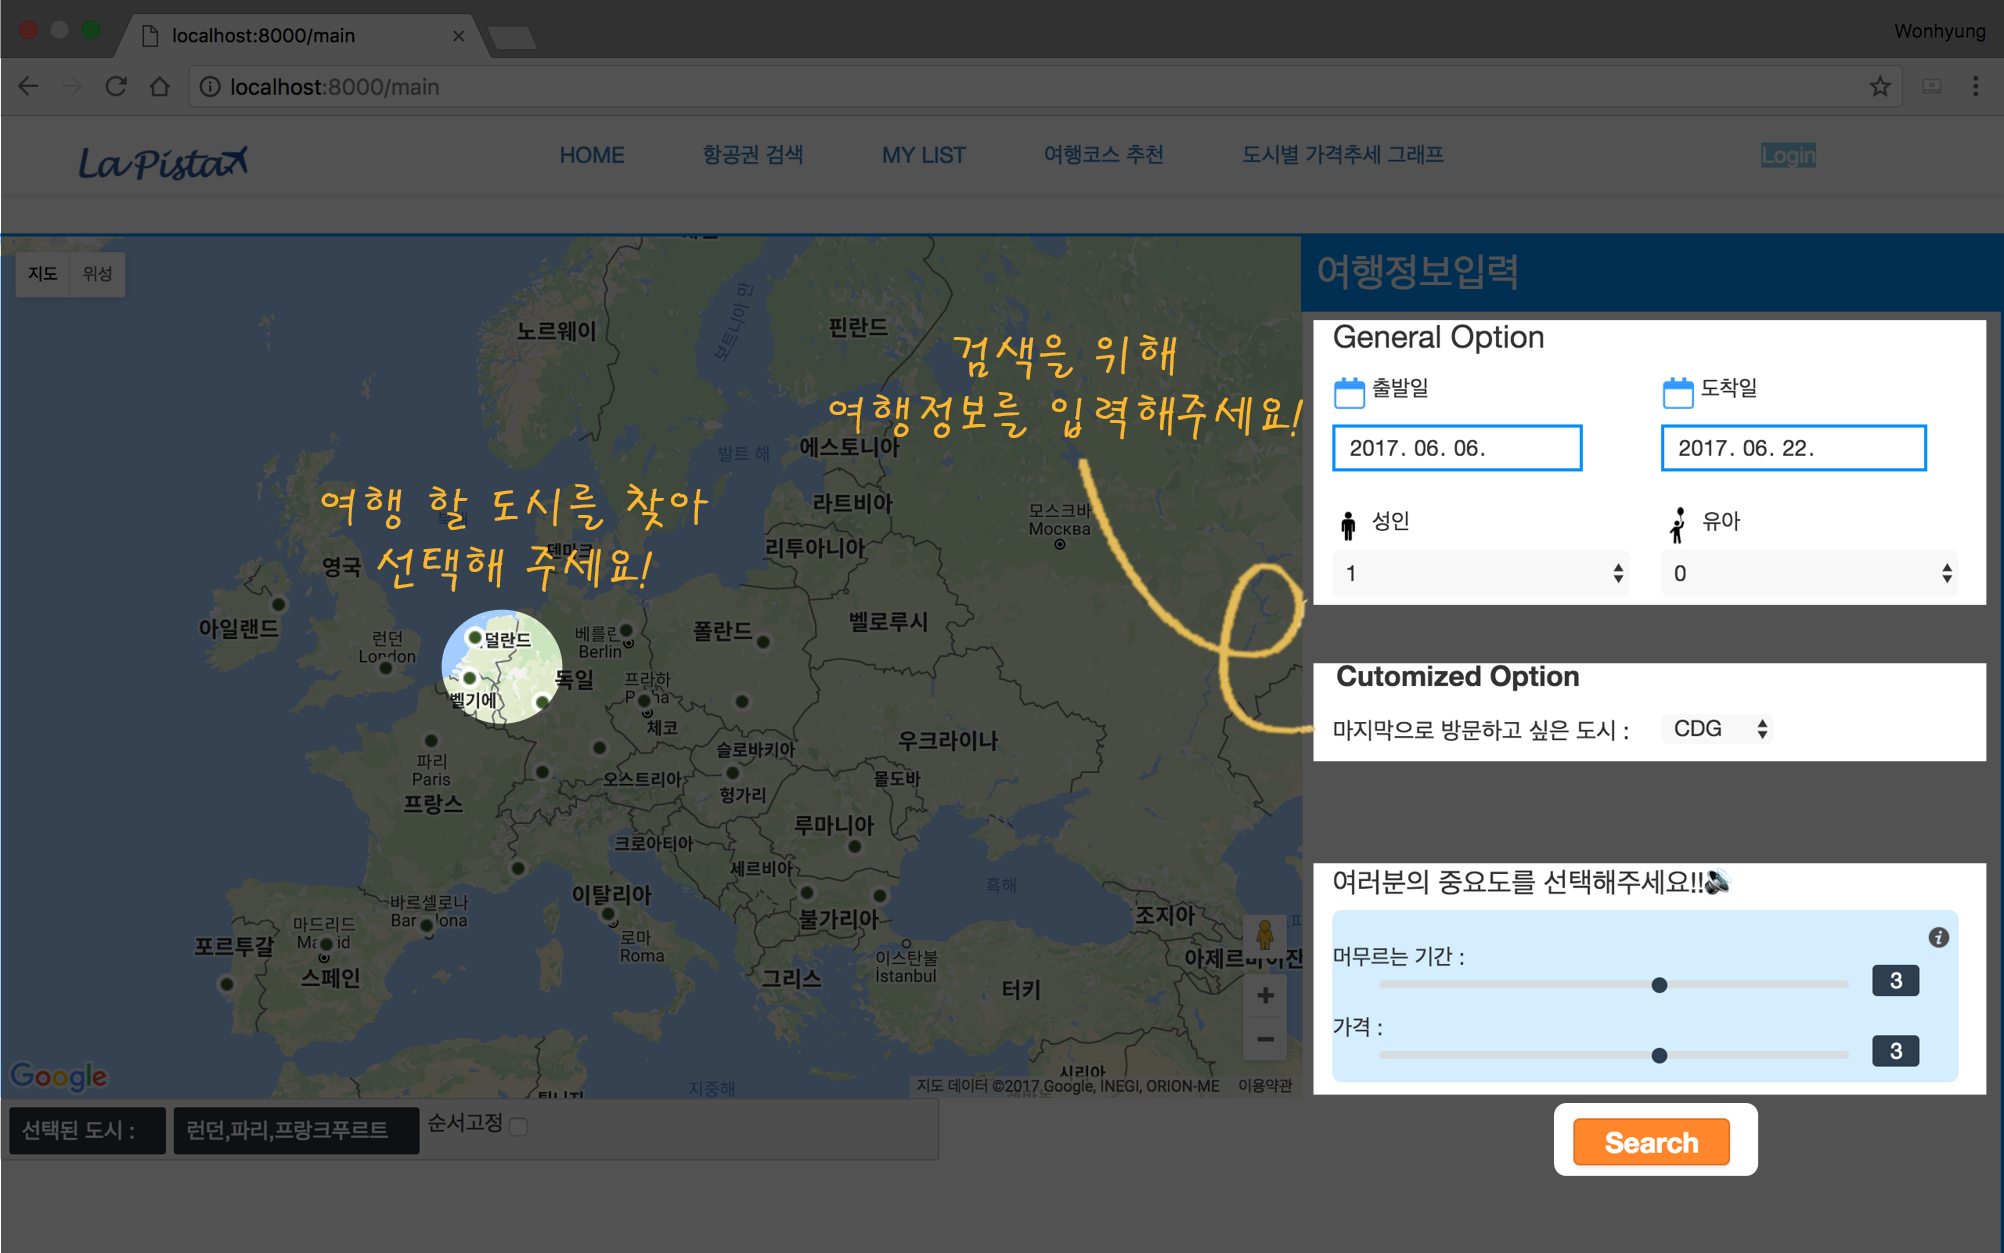 localhost:8000/main
Wonhyung
localhost:8000/main
La Pista
HOME
항공권 검색
MY LIST
여행코스 추천
도시별 가격추세 그래프
Login
지도
위성
여행정보입력
General Option
출발일
도착일
2017. 06. 06.
2017. 06. 22.
성인
유아
1
0
Cutomized Option
마지막으로 방문하고 싶은 도시 :
CDG
여러분의 중요도를 선택해주세요!!
머무르는 기간 :
3
가격 :
3
Search
검색을 위해
여행정보를 입력해주세요!
여행 할 도시를 찾아
선택해 주세요!
노르웨이
핀란드
보트니아 만
발트 해
에스토니아
라트비아
모스크바
Москва
리투아니아
덴마크
영국
아일랜드
런던
London
덜란드
베를린
Berlin
폴란드
벨로루시
벨기에
독일
프라하
체코
파리
Paris
프랑스
슬로바키아
우크라이나
오스트리아
헝가리
몰도바
루마니아
크로아티아
세르비아
흑해
이탈리아
바르셀로나
마드리드
불가리아
조지아
포르투갈
스페인
로마
Roma
이스탄불
İstanbul
그리스
터키
시리아
튀니지
지중해
Google
지도 데이터 ©2017 Google, INEGI, ORION-ME
이용약관
선택된 도시 :
런던,파리,프랑크푸르트
순서고정